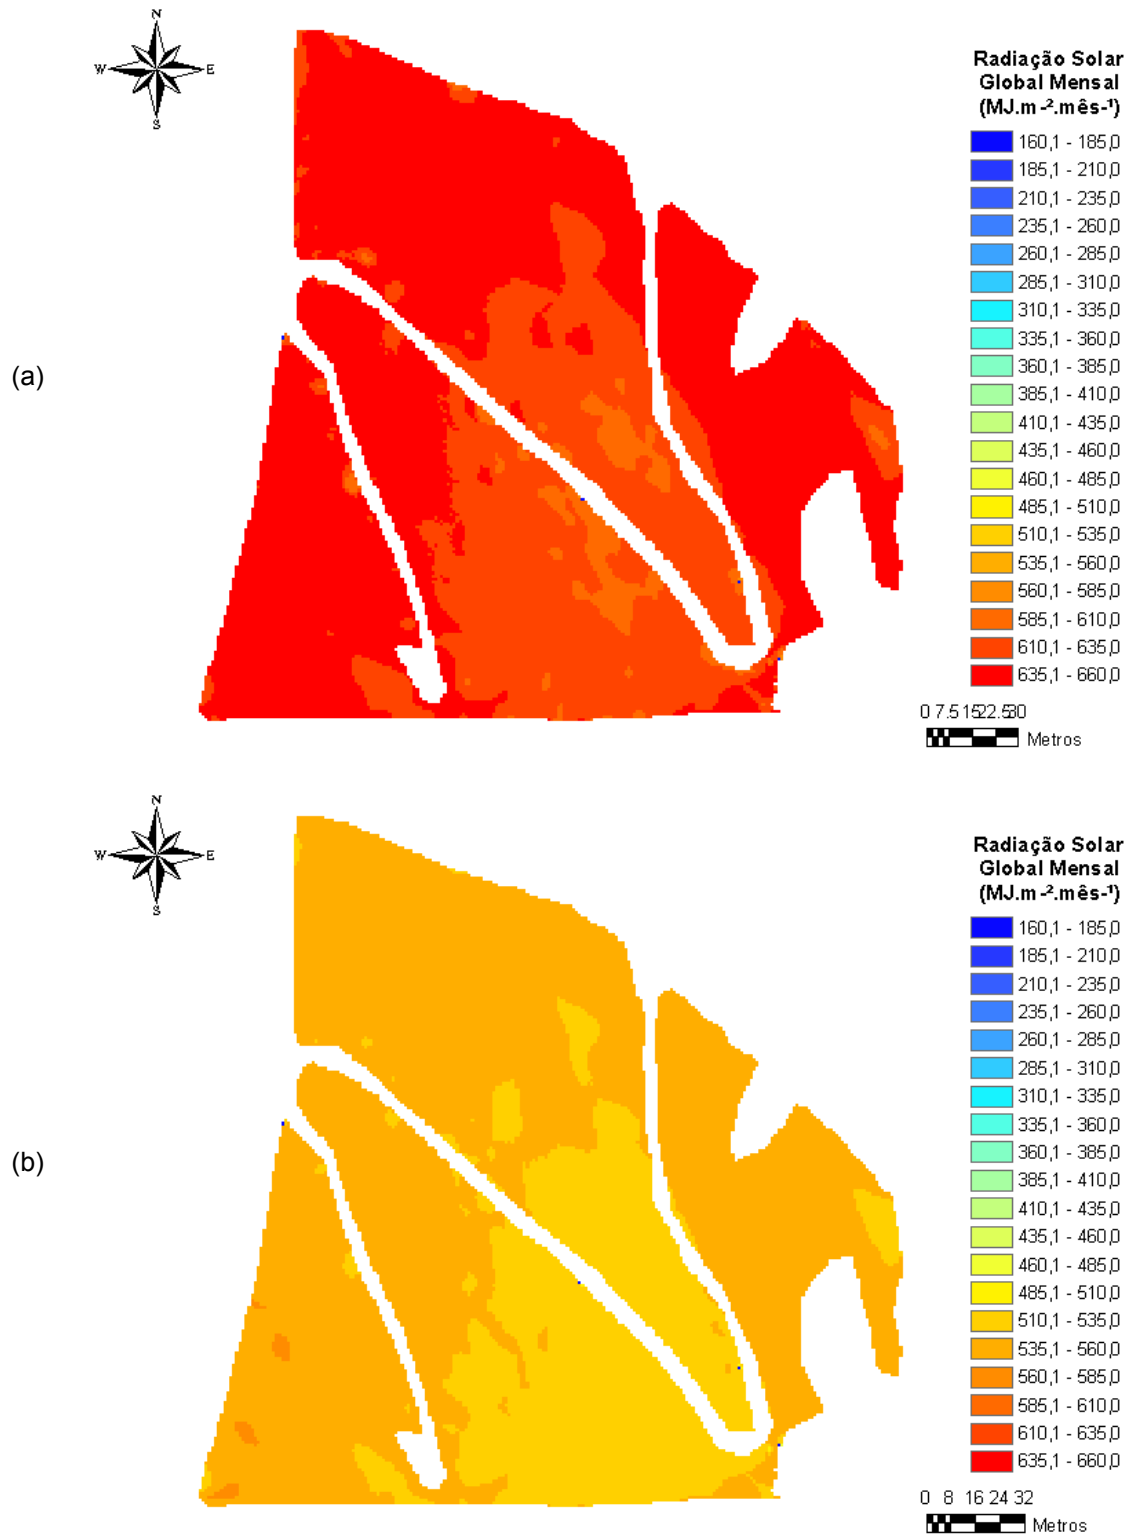 N
W E
S
Radiação Solar
Global Mensal
(MJ.m-².mês-¹)
160,1 - 185,0
185,1 - 210,0
210,1 - 235,0
235,1 - 260,0
260,1 - 285,0
285,1 - 310,0
310,1 - 335,0
335,1 - 360,0
360,1 - 385,0
(a)
385,1 - 410,0
410,1 - 435,0
435,1 - 460,0
460,1 - 485,0
485,1 - 510,0
510,1 - 535,0
535,1 - 560,0
560,1 - 585,0
585,1 - 610,0
610,1 - 635,0
635,1 - 660,0
0 7.5 15 22.5 30
Metros
N
W E
S
Radiação Solar
Global Mensal
(MJ.m-².mês-¹)
160,1 - 185,0
185,1 - 210,0
210,1 - 235,0
235,1 - 260,0
260,1 - 285,0
285,1 - 310,0
310,1 - 335,0
335,1 - 360,0
(b)
360,1 - 385,0
385,1 - 410,0
410,1 - 435,0
435,1 - 460,0
460,1 - 485,0
485,1 - 510,0
510,1 - 535,0
535,1 - 560,0
560,1 - 585,0
585,1 - 610,0
610,1 - 635,0
635,1 - 660,0
0 8 16 24 32
Metros